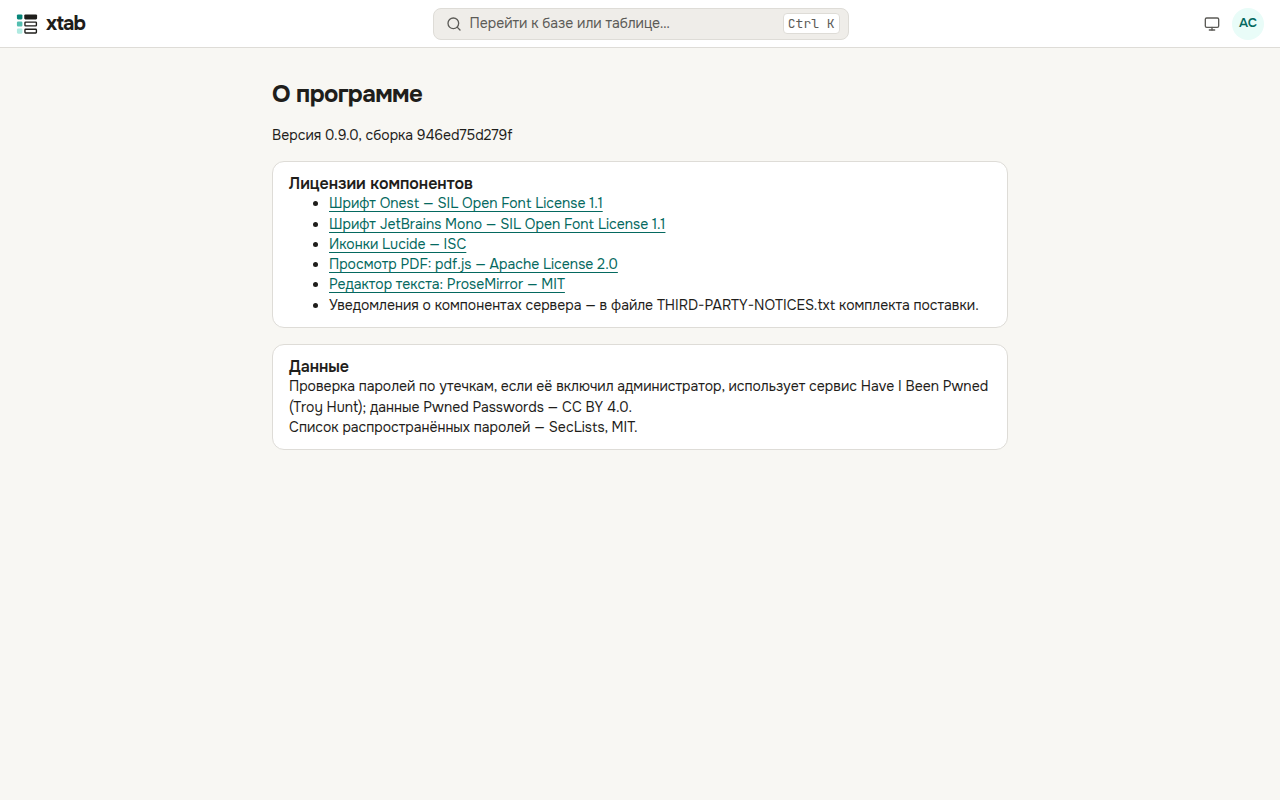 xtab
Перейти к базе или таблице...
Ctrl K
АС
О программе
Версия 0.9.0, сборка 946ed75d279f
Лицензии компонентов
Шрифт Onest — SIL Open Font License 1.1
Шрифт JetBrains Mono — SIL Open Font License 1.1
Иконки Lucide — ISC
Просмотр PDF: pdf.js — Apache License 2.0
Редактор текста: ProseMirror — MIT
Уведомления о компонентах сервера — в файле THIRD-PARTY-NOTICES.txt комплекта поставки.
Данные
Проверка паролей по утечкам, если её включил администратор, использует сервис Have I Been Pwned
(Troy Hunt); данные Pwned Passwords — CC BY 4.0.
Список распространённых паролей — SecLists, MIT.